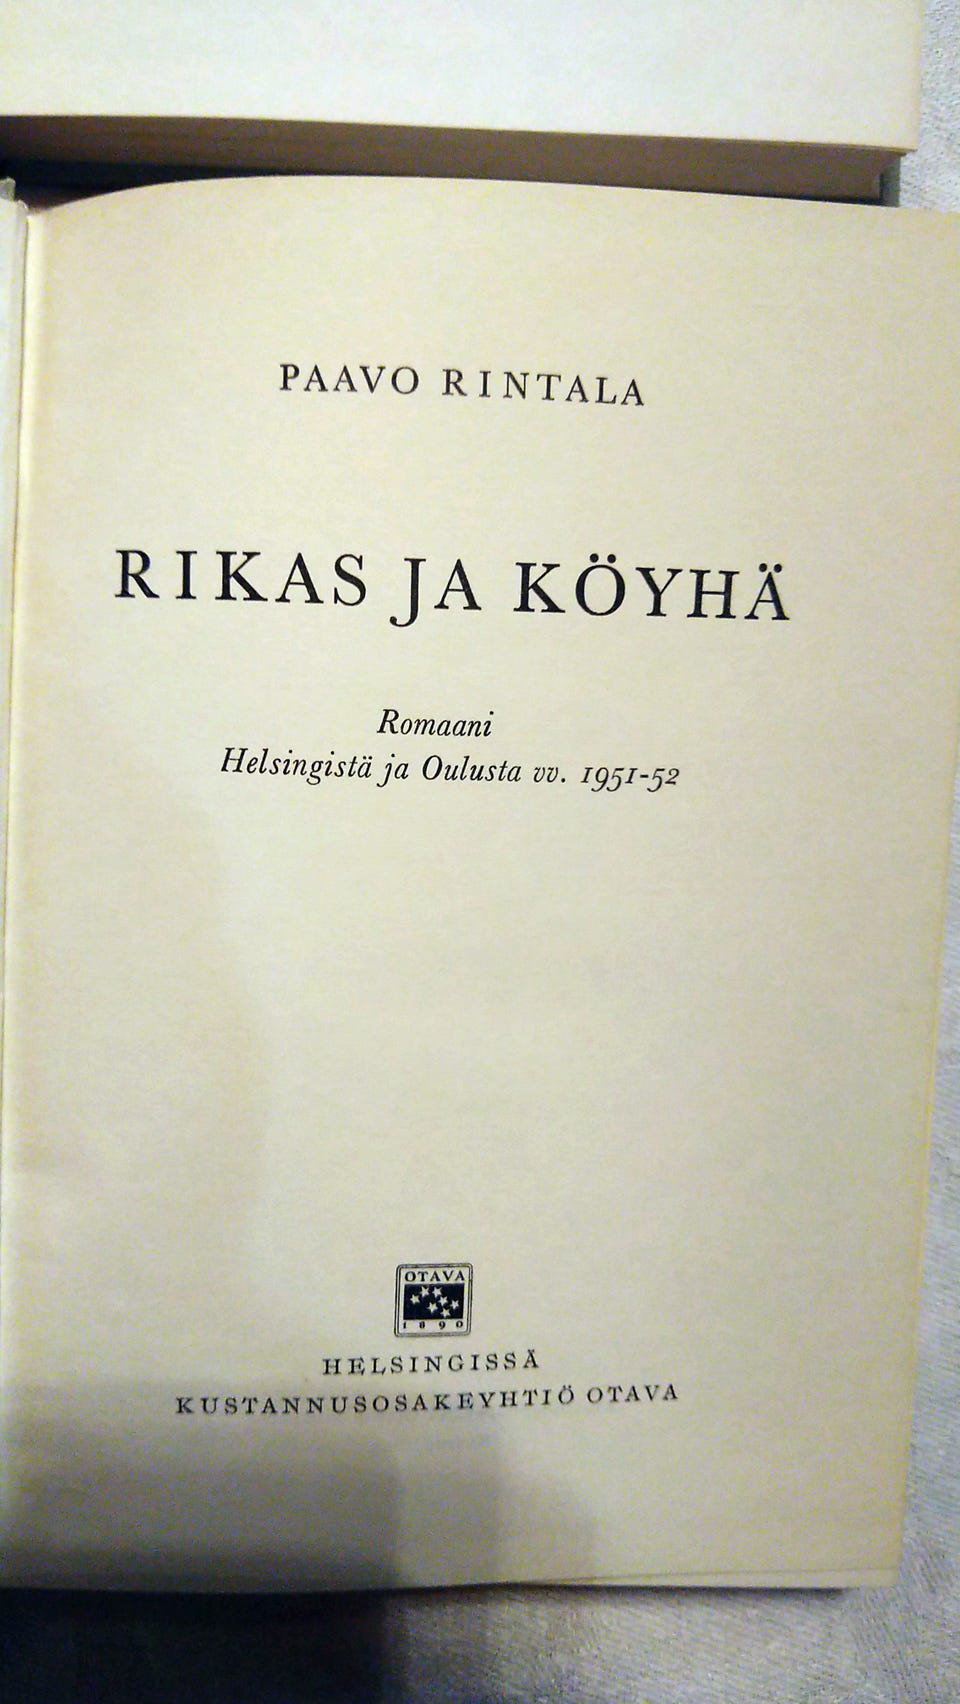 PAAVO RINTALA
RIKAS JA KÖYHÄ
Romaani
Helsingistä ja Oulusta vv. 1951-52
OTAVA
1890
HELSINGISSÄ
KUSTANNUSOSAKEYHTIÖ OTAVA